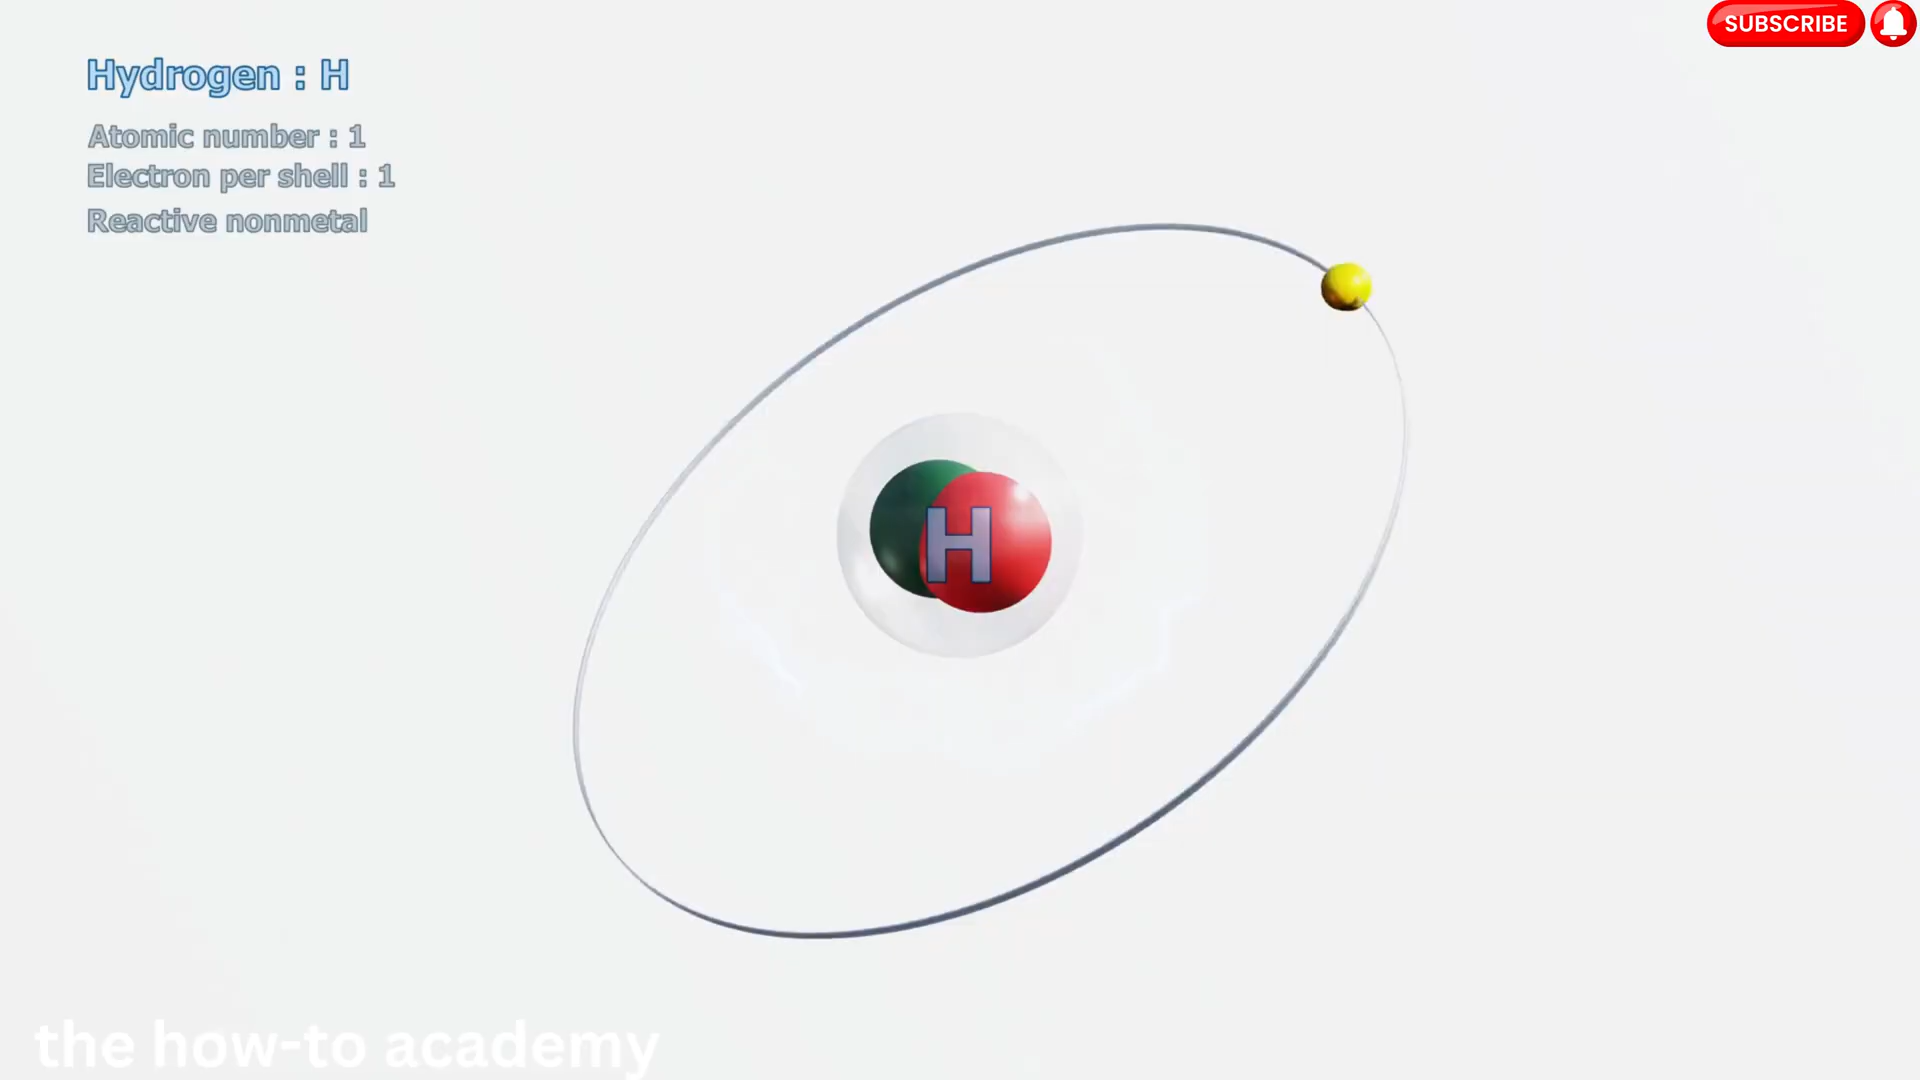 SUBSCRIBE
Hydrogen : H
Atomic number : 1
Electron per shell : 1
Reactive nonmetal
H
the how-to academy